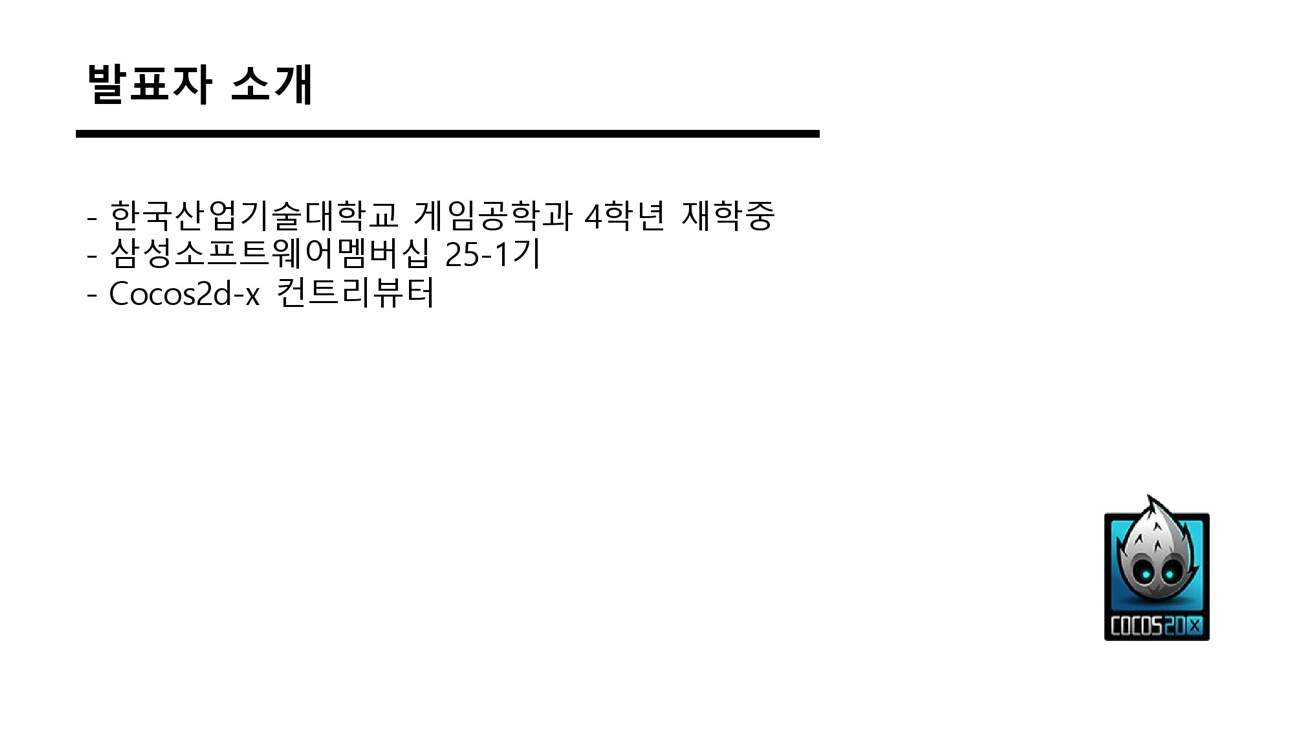 발표자 소개
- 한국산업기술대학교 게임공학과 4학년 재학중
- 삼성소프트웨어멤버십 25-1기
- Cocos2d-x 컨트리뷰터
COCOS2DX